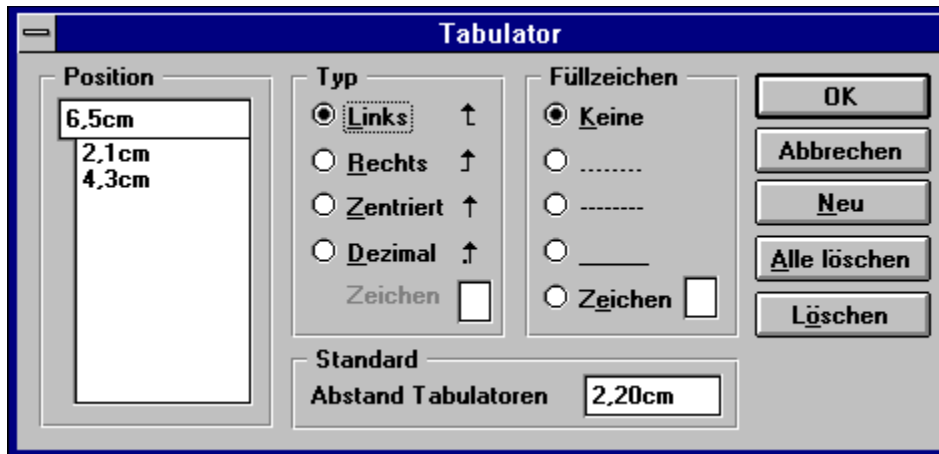 Tabulator
Position
6,5cm
2,1cm
4,3cm
Typ
Links
Rechts
Zentriert
Dezimal
Zeichen
Füllzeichen
Keine
........
--------
______
Zeichen
Standard
Abstand Tabulatoren 2,20cm
OK
Abbrechen
Neu
Alle löschen
Löschen